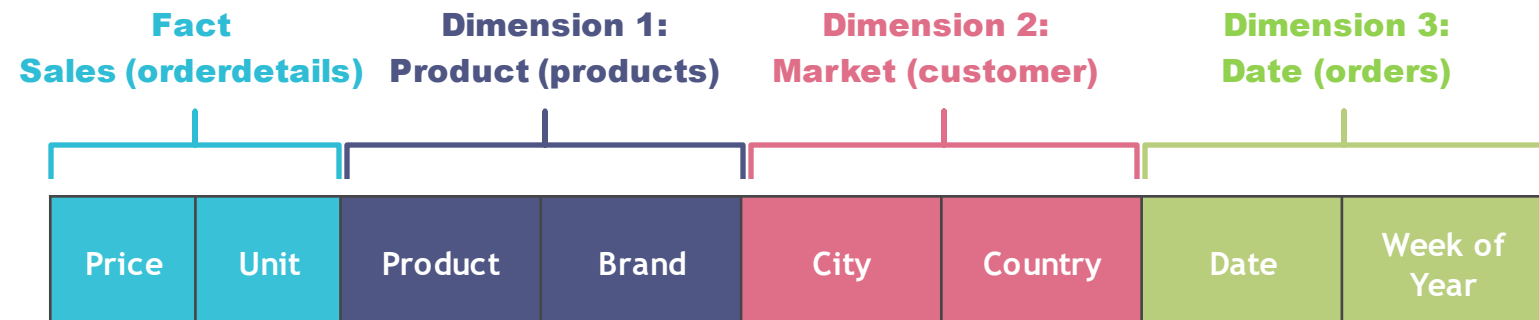 Fact
Sales (orderdetails)
Dimension 1:
Product (products)
Dimension 2:
Market (customer)
Dimension 3:
Date (orders)
Price
Unit
Product
Brand
City
Country
Date
Week of
Year